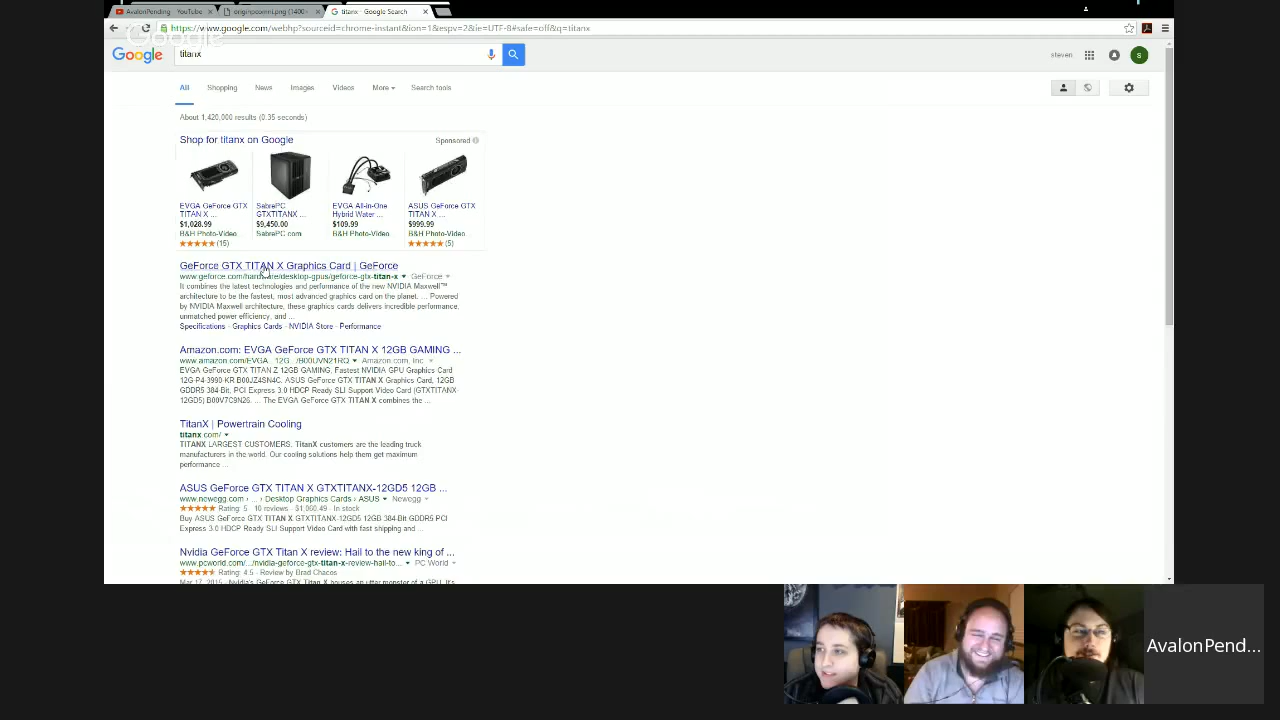 AvalonPending - YouTube
originpcomni.png (1400×
titanx - Google Search
https://www.google.com/webhp?sourceid=chrome-instant&ion=1&espv=2&ie=UTF-8#safe=off&q=titanx
Google
Google
titanx
steven
s
All
Shopping
News
Images
Videos
More
Search tools
About 1,420,000 results (0.35 seconds)
Shop for titanx on Google
Sponsored
EVGA GeForce GTX TITAN X ...
$1,028.99
B&H Photo-Video
(15)
SabrePC GTXTITANX ...
$9,450.00
SabrePC.com
EVGA All-in-One Hybrid Water ...
$109.99
B&H Photo-Video
ASUS GeForce GTX TITAN X ...
$999.99
B&H Photo-Video
(5)
GeForce GTX TITAN X Graphics Card | GeForce
www.geforce.com/hardware/desktop-gpus/geforce-gtx-titan-x GeForce
It combines the latest technologies and performance of the new NVIDIA Maxwell™
architecture to be the fastest, most advanced graphics card on the planet. ... Powered
by NVIDIA Maxwell architecture, these graphics cards delivers incredible performance,
unmatched power efficiency, and ...
Specifications - Graphics Cards - NVIDIA Store - Performance
Amazon.com: EVGA GeForce GTX TITAN X 12GB GAMING ...
www.amazon.com/EVGA...12G.../B00UVN21RQ Amazon.com, Inc
EVGA GeForce GTX TITAN Z 12GB GAMING, Fastest NVIDIA GPU Graphics Card
12G-P4-3990-KR B00JZ4SN4C. ASUS GeForce GTX TITAN X Graphics Card, 12GB
GDDR5 384-Bit, PCI Express 3.0 HDCP Ready SLI Support Video Card (GTXTITANX-
12GD5) B00V7C9N26. ... The EVGA GeForce GTX TITAN X combines the ...
TitanX | Powertrain Cooling
titanx.com/
TITANX LARGEST CUSTOMERS. TitanX customers are the leading truck
manufacturers in the world. Our cooling solutions help them get maximum
performance ...
ASUS GeForce GTX TITAN X GTXTITANX-12GD5 12GB ...
www.newegg.com › ... › Desktop Graphics Cards › ASUS Newegg
Rating: 5 - 10 reviews - $1,060.49 - In stock
Buy ASUS GeForce GTX TITAN X GTXTITANX-12GD5 12GB 384-Bit GDDR5 PCI
Express 3.0 HDCP Ready SLI Support Video Card with fast shipping and ...
Nvidia GeForce GTX Titan X review: Hail to the new king of ...
www.pcworld.com/.../nvidia-geforce-gtx-titan-x-review-hail-to... PC World
Rating: 4.5 - Review by Brad Chacos
Mar 17, 2015 - Nvidia's GeForce GTX Titan X houses an utter monster of a GPU. It's
AvalonPend...